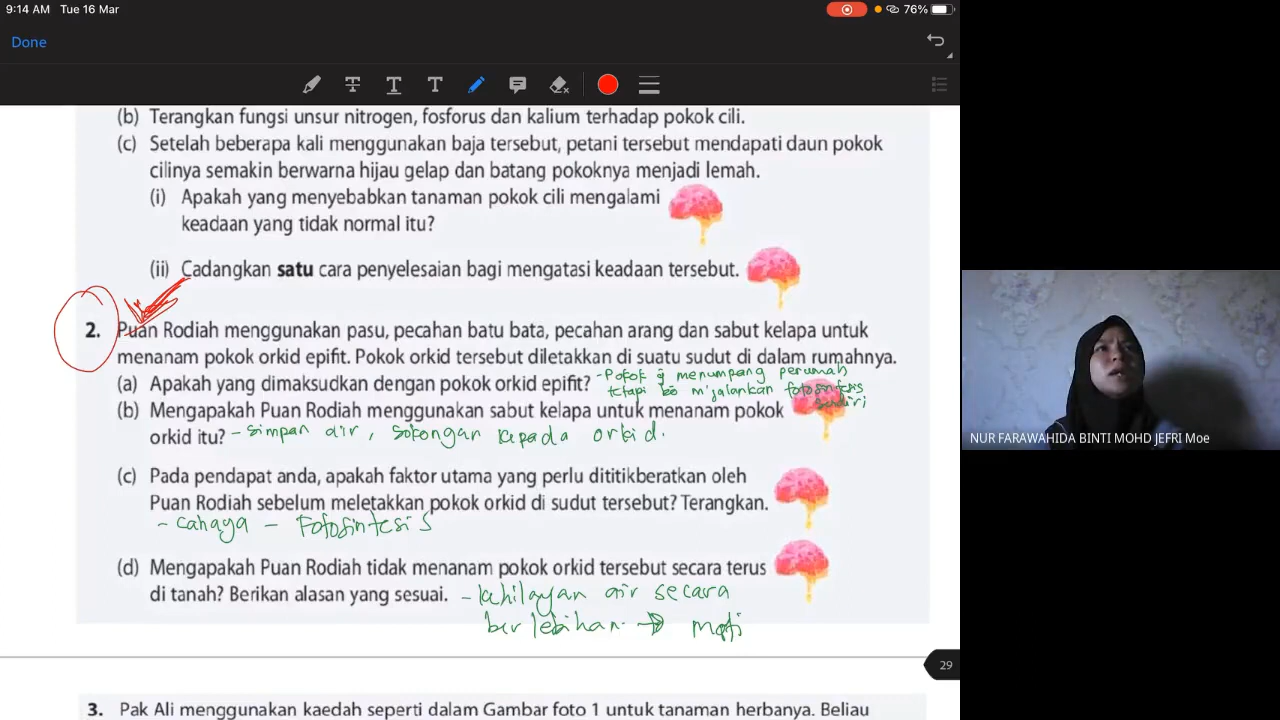 9:14 AM Tue 16 Mar
76%
Done
(b) Terangkan fungsi unsur nitrogen, fosforus dan kalium terhadap pokok cili.
(c) Setelah beberapa kali menggunakan baja tersebut, petani tersebut mendapati daun pokok
cilinya semakin berwarna hijau gelap dan batang pokoknya menjadi lemah.
(i) Apakah yang menyebabkan tanaman pokok cili mengalami
keadaan yang tidak normal itu?
(ii) Cadangkan satu cara penyelesaian bagi mengatasi keadaan tersebut.
2. Puan Rodiah menggunakan pasu, pecahan batu bata, pecahan arang dan sabut kelapa untuk
menanam pokok orkid epifit. Pokok orkid tersebut diletakkan di suatu sudut di dalam rumahnya.
(a) Apakah yang dimaksudkan dengan pokok orkid epifit?
- Pokok yg menumpang perumah
tetapi m'jalankan fotosintesis
sendiri
(b) Mengapakah Puan Rodiah menggunakan sabut kelapa untuk menanam pokok
orkid itu? - simpan air, sokongan kepada orkid.
(c) Pada pendapat anda, apakah faktor utama yang perlu dititikberatkan oleh
Puan Rodiah sebelum meletakkan pokok orkid di sudut tersebut? Terangkan.
- cahaya - Fotosintesis
(d) Mengapakah Puan Rodiah tidak menanam pokok orkid tersebut secara terus
di tanah? Berikan alasan yang sesuai. - kehilangan air secara
berlebihan → mati
29
3. Pak Ali menggunakan kaedah seperti dalam Gambar foto 1 untuk tanaman herbanya. Beliau
NUR FARAWAHIDA BINTI MOHD JEFRI Moe